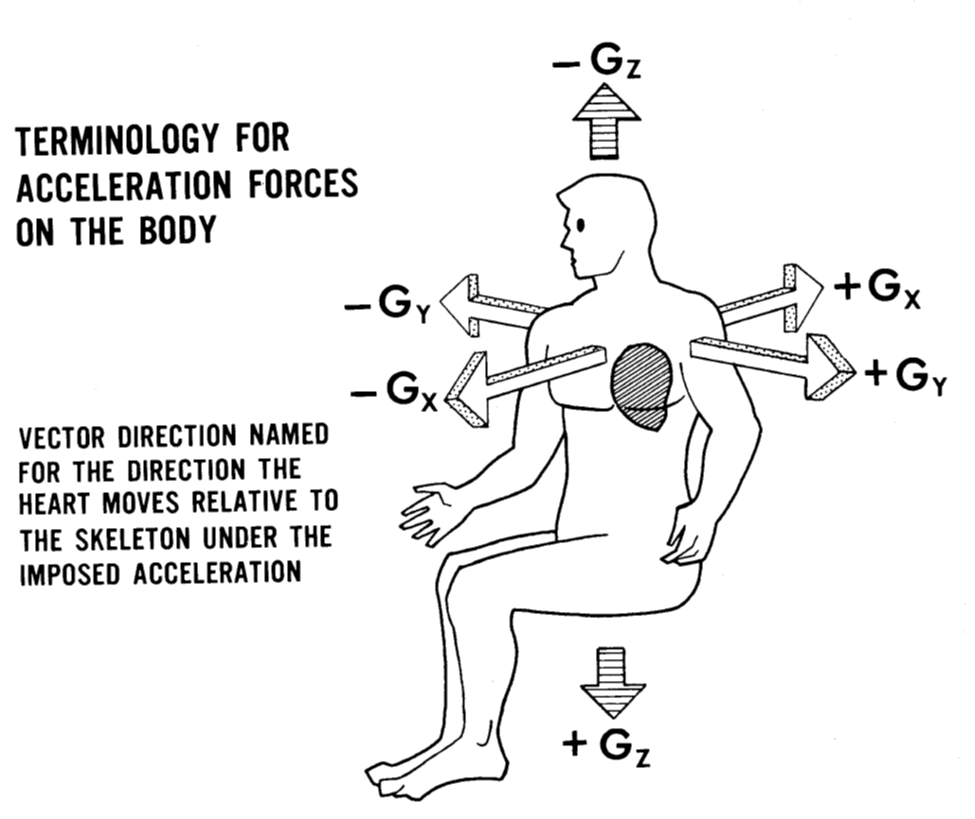 TERMINOLOGY FOR
ACCELERATION FORCES
ON THE BODY
− GZ
− GY
+ GX
− GX
+ GY
VECTOR DIRECTION NAMED
FOR THE DIRECTION THE
HEART MOVES RELATIVE TO
THE SKELETON UNDER THE
IMPOSED ACCELERATION
+ GZ